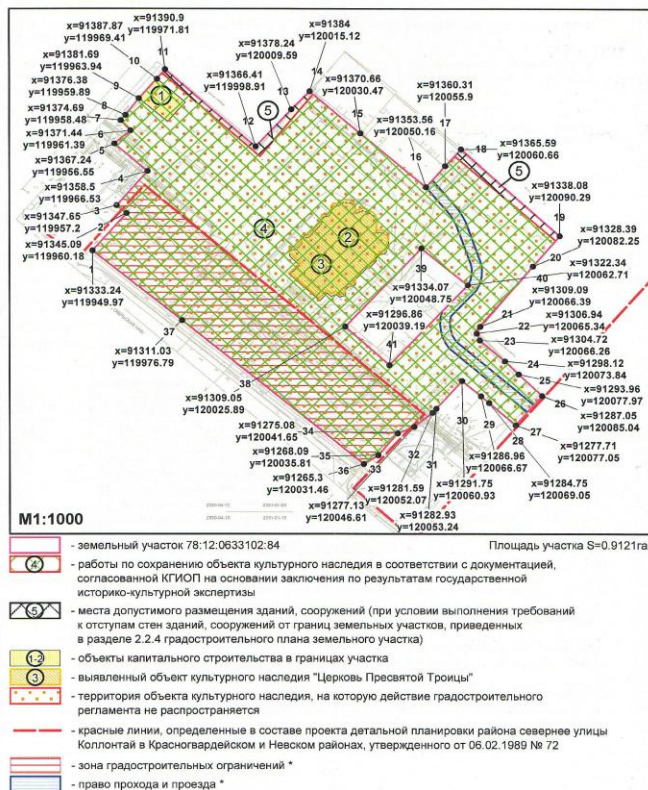 x=91390.9
y=119971.81
x=91387.87
y=119969.41
x=91381.69
y=119963.94
x=91376.38
y=119959.89
x=91374.69
y=119958.48
x=91371.44
y=119961.39
x=91367.24
y=119956.55
x=91358.5
y=119966.53
x=91347.65
y=119957.2
x=91345.09
y=119960.18
x=91333.24
y=119949.97
x=91311.03
y=119976.79
x=91309.05
y=120025.89
x=91275.08
y=120041.65
x=91268.09
y=120035.81
x=91265.3
y=120031.46
x=91277.13
y=120046.61
x=91281.59
y=120052.07
x=91282.93
y=120053.24
x=91291.75
y=120060.93
x=91286.96
y=120066.67
x=91284.75
y=120069.05
x=91277.71
y=120077.05
x=91287.05
y=120085.04
x=91293.96
y=120077.97
x=91298.12
y=120073.84
x=91304.72
y=120066.26
x=91306.94
y=120065.34
x=91309.09
y=120066.39
x=91322.34
y=120062.71
x=91328.39
y=120082.25
x=91338.08
y=120090.29
x=91365.59
y=120060.66
x=91360.31
y=120055.9
x=91353.56
y=120050.16
x=91370.66
y=120030.47
x=91384
y=120015.12
x=91378.24
y=120009.59
x=91366.41
y=119998.91
x=91334.07
y=120048.75
x=91296.86
y=120039.19
1
2
3
4
5
6
7
8
9
10
11
12
13
14
15
16
17
18
19
20
21
22
23
24
25
26
27
28
29
30
31
32
33
34
35
36
37
38
39
40
41
1
2
3
4
5
5
М1:1000
- земельный участок 78:12:0633102:84 Площадь участка S=0.9121га
4 - работы по сохранению объекта культурного наследия в соответствии с документацией,
согласованной КГИОП на основании заключения по результатам государственной
историко-культурной экспертизы
5 - места допустимого размещения зданий, сооружений (при условии выполнения требований
к отступам стен зданий, сооружений от границ земельных участков, приведенных
в разделе 2.2.4 градостроительного плана земельного участка)
1-2 - объекты капитального строительства в границах участка
3 - выявленный объект культурного наследия "Церковь Пресвятой Троицы"
- территория объекта культурного наследия, на которую действие градостроительного
регламента не распространяется
- красные линии, определенные в составе проекта детальной планировки района севернее улицы
Коллонтай в Красногвардейском и Невском районах, утвержденного от 06.02.1989 № 72
- зона градостроительных ограничений *
- право прохода и проезда *